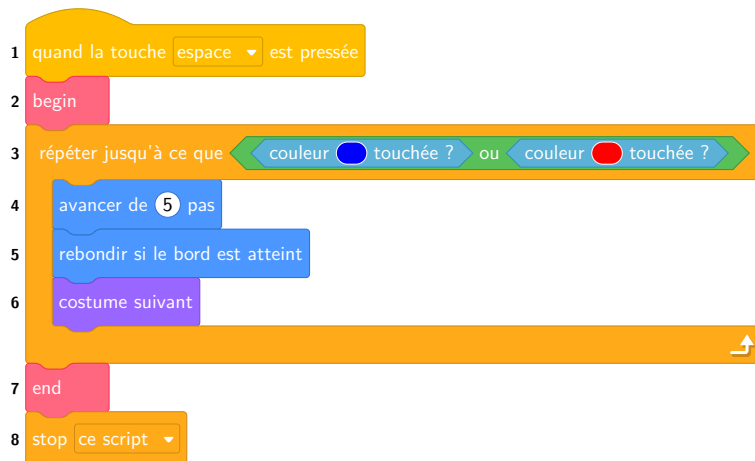 1 quand la touche espace est pressée
2 begin
3 répéter jusqu'à ce que couleur touchée ? ou couleur touchée ?
4 avancer de 5 pas
5 rebondir si le bord est atteint
6 costume suivant
7 end
8 stop ce script